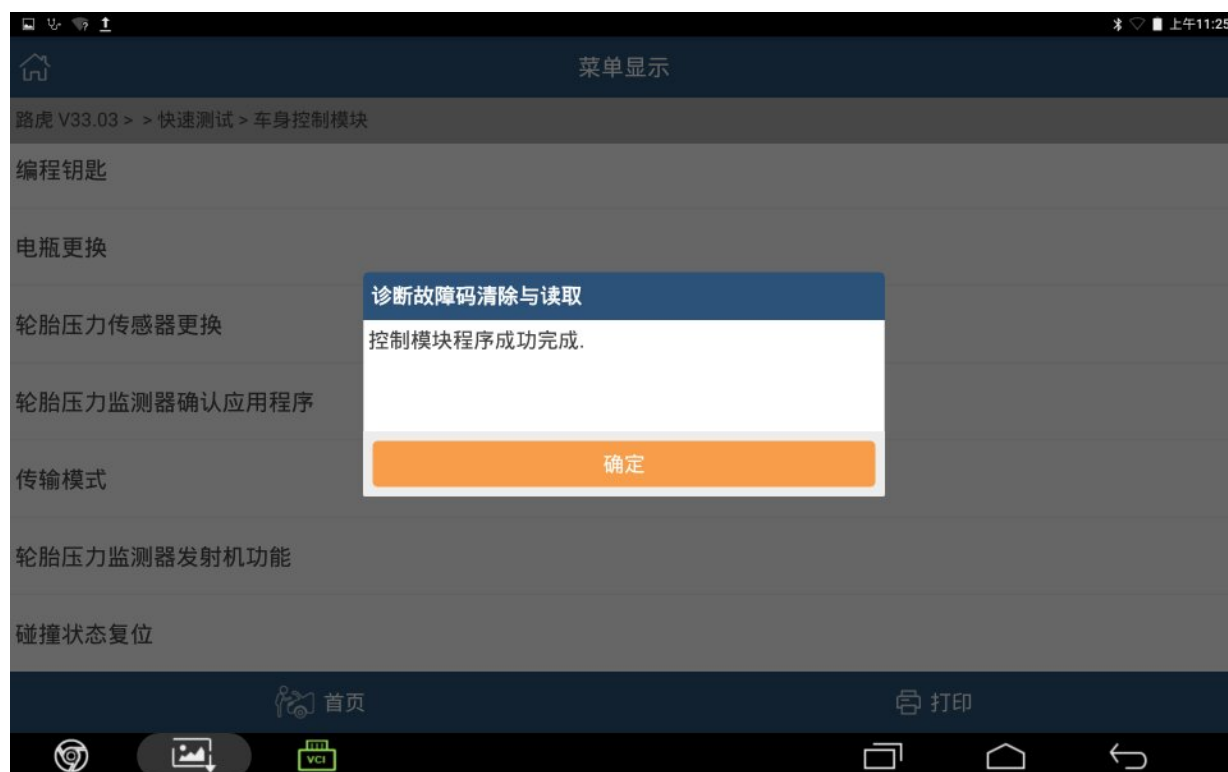 上午11:25
菜单显示
路虎 V33.03 > > 快速测试 > 车身控制模块
编程钥匙
电瓶更换
诊断故障码清除与读取
轮胎压力传感器更换
控制模块程序成功完成.
轮胎压力监测器确认应用程序
确定
传输模式
轮胎压力监测器发射机功能
碰撞状态复位
首页
打印
VCI